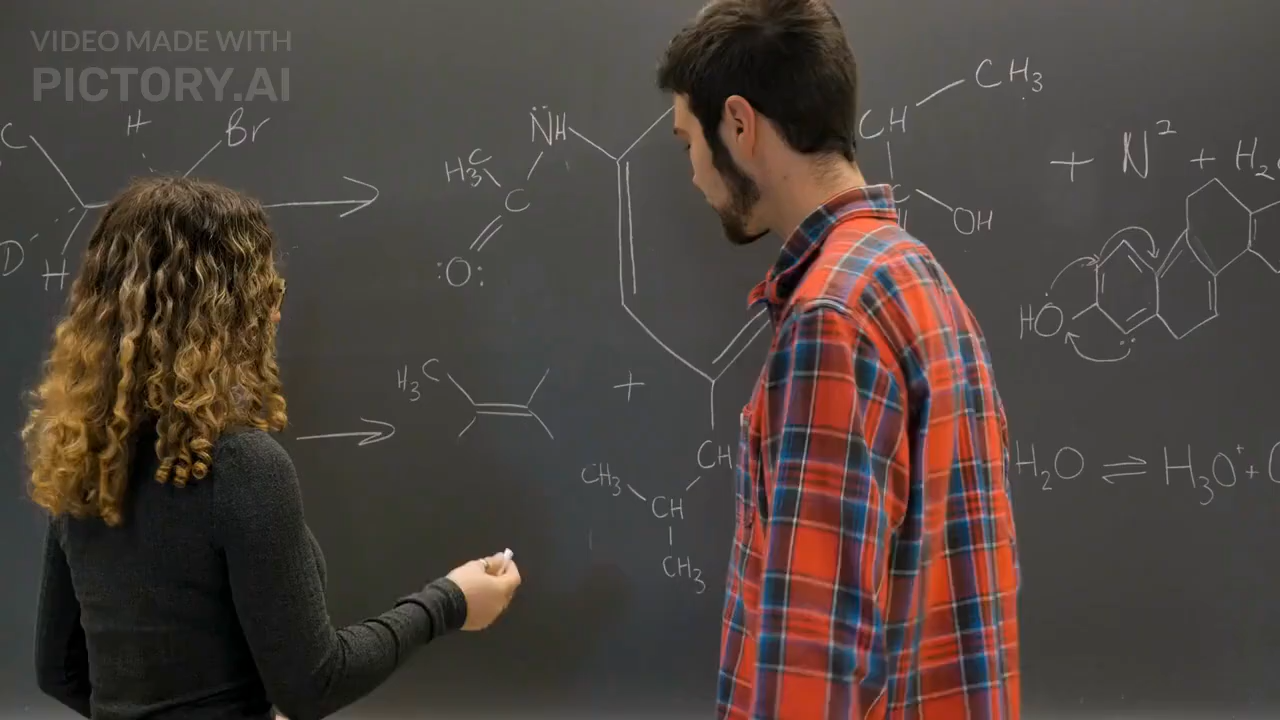 VIDEO MADE WITH
PICTORY.AI
C H Br
D H
N̈H
H₃C
C
:O:
CH CH₃
OH
+ N² + H₂
HO
H₃C
+
CH
CH₃
CH
CH₃
H₂O ⇌ H₃O⁺ +